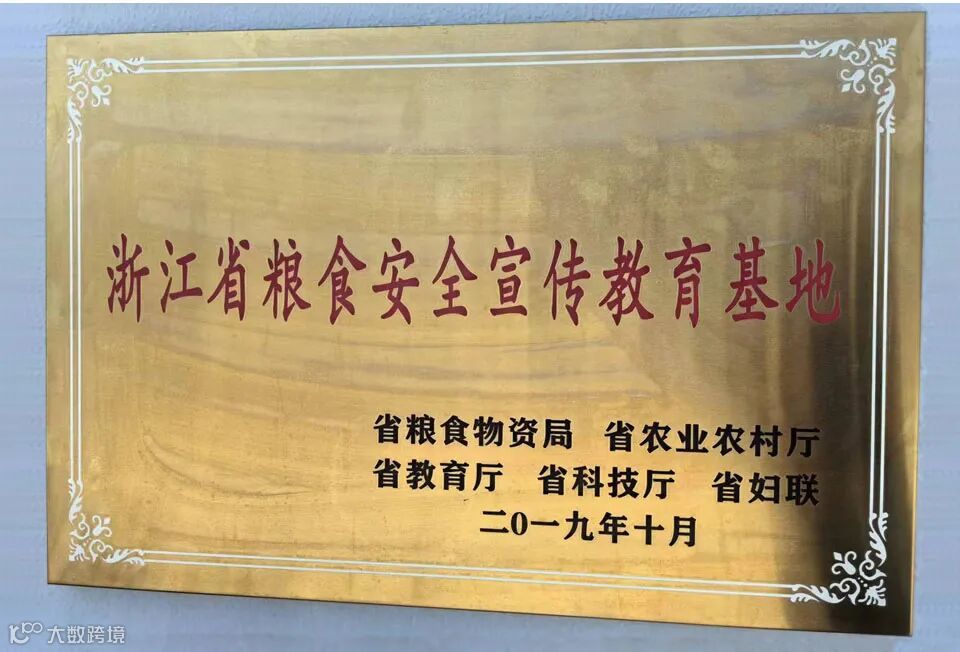 浙江省粮食安全宣传教育基地
省粮食物资局 省农业农村厅
省教育厅 省科技厅 省妇联
二0一九年十月
大数跨境